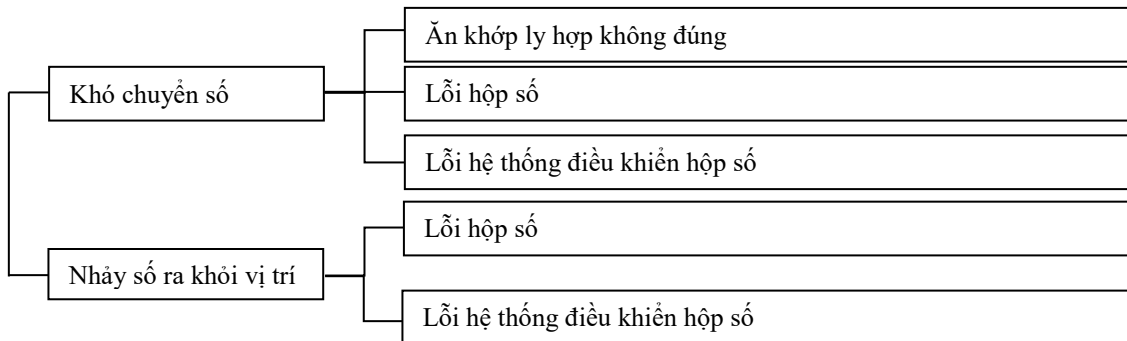 Ăn khớp ly hợp không đúng
Khó chuyển số
Lỗi hộp số
Lỗi hệ thống điều khiển hộp số
Lỗi hộp số
Nhảy số ra khỏi vị trí
Lỗi hệ thống điều khiển hộp số